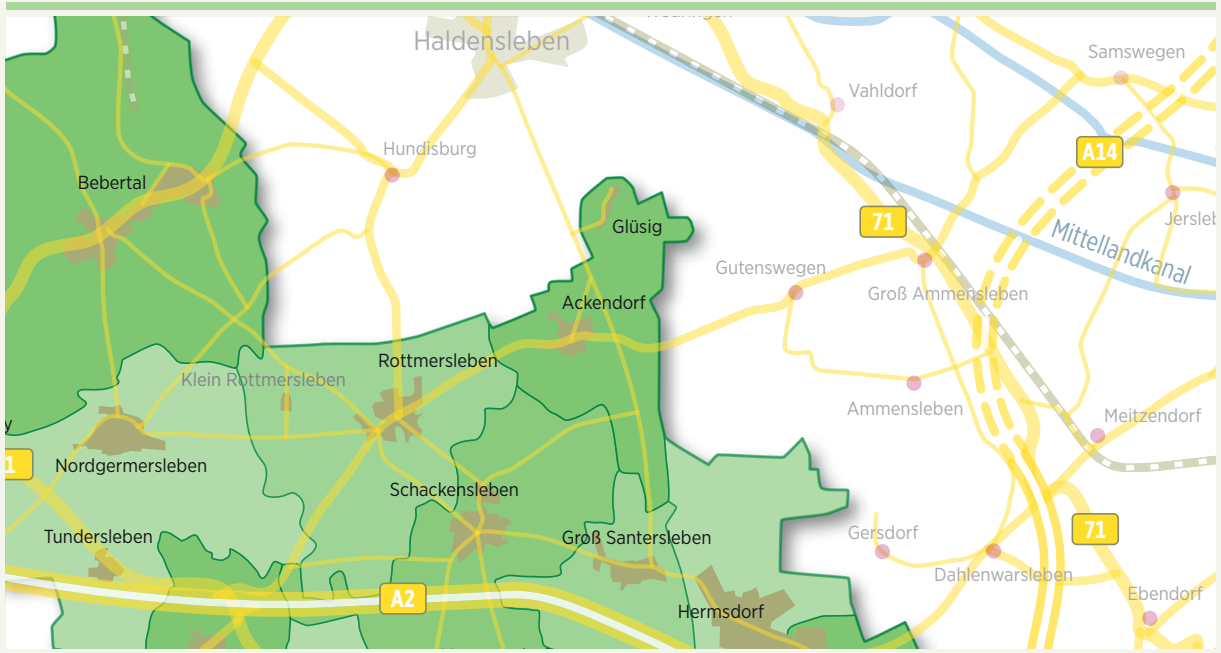 Haldensleben
Samswegen
Vahldorf
A14
Hundisburg
Bebertal
71
Glüsig
Mittellandkanal
Gutenswegen
Groß Ammensleben
Ackendorf
Rottmersleben
Klein Rottmersleben
Ammensleben
Meitzendorf
Nordgermersleben
Schackensleben
Tundersleben
Groß Santersleben
Gersdorf
71
Dahlenwarsleben
A2
Ebendorf
Hermsdorf